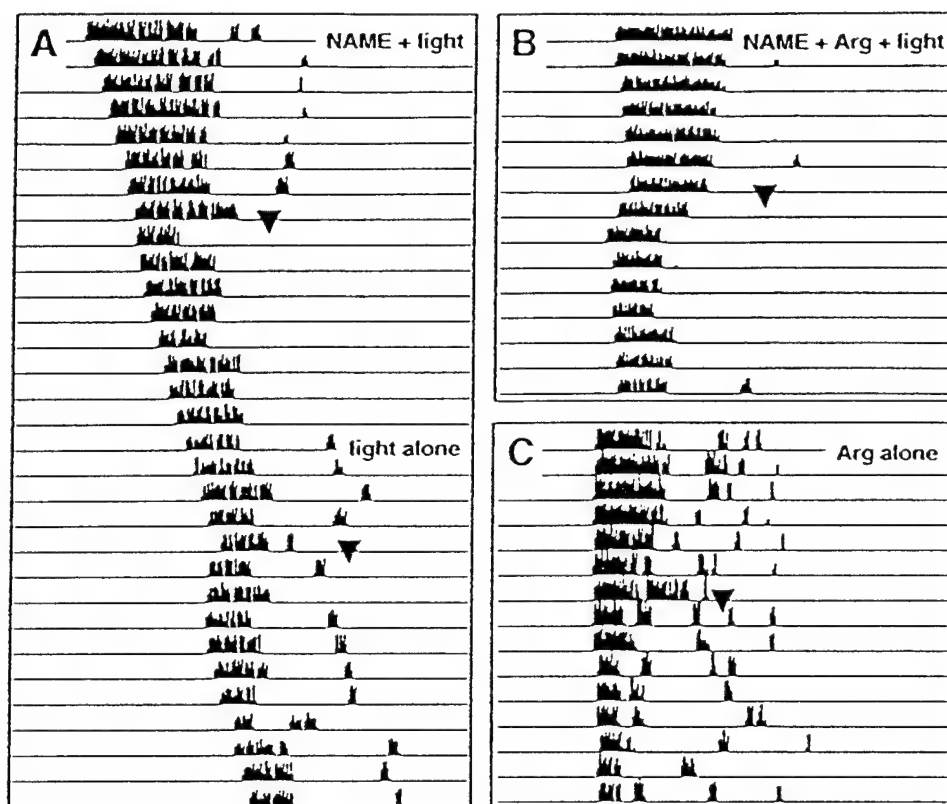 A
NAME + light
light alone
B
NAME + Arg + light
C
Arg alone